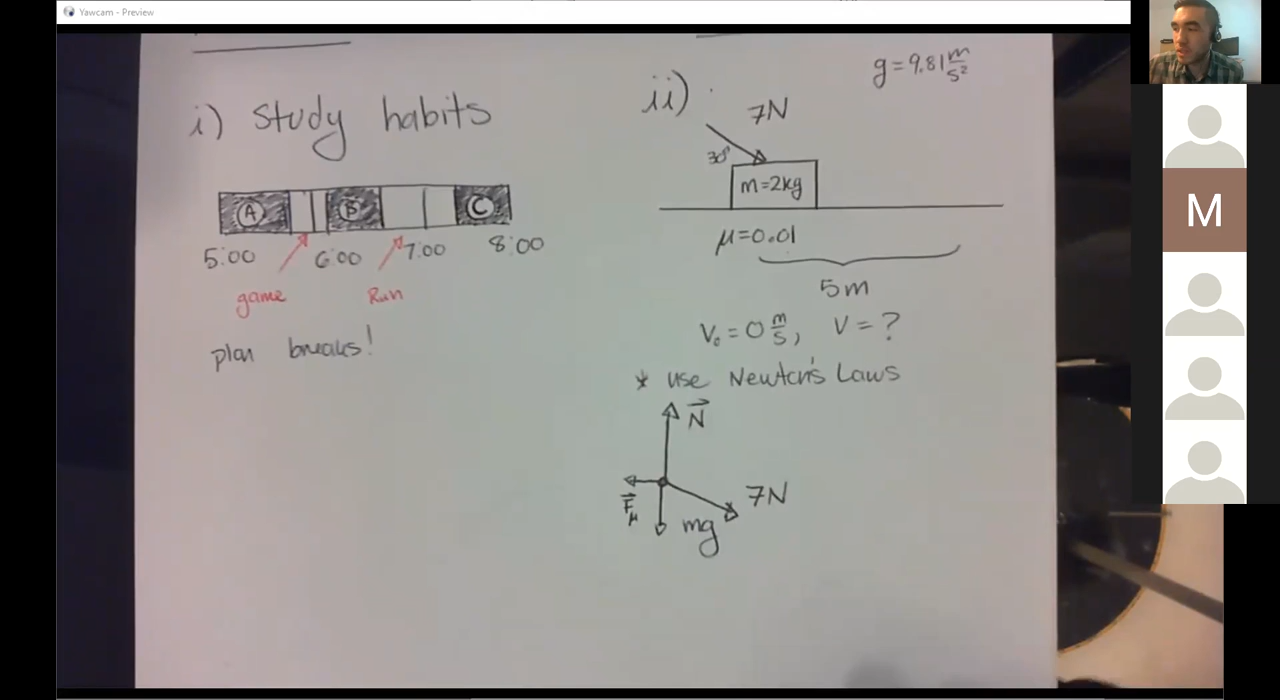 Yawcam - Preview
i) Study habits
A B C
5:00 6:00 7:00 8:00
game Run
plan breaks!
ii)
g = 9.81 m/s²
7N
30°
m=2kg
μ=0.01
5m
V₀ = 0 m/s, V = ?
* use Newton's Laws
N
7N
Fμ
mg
M